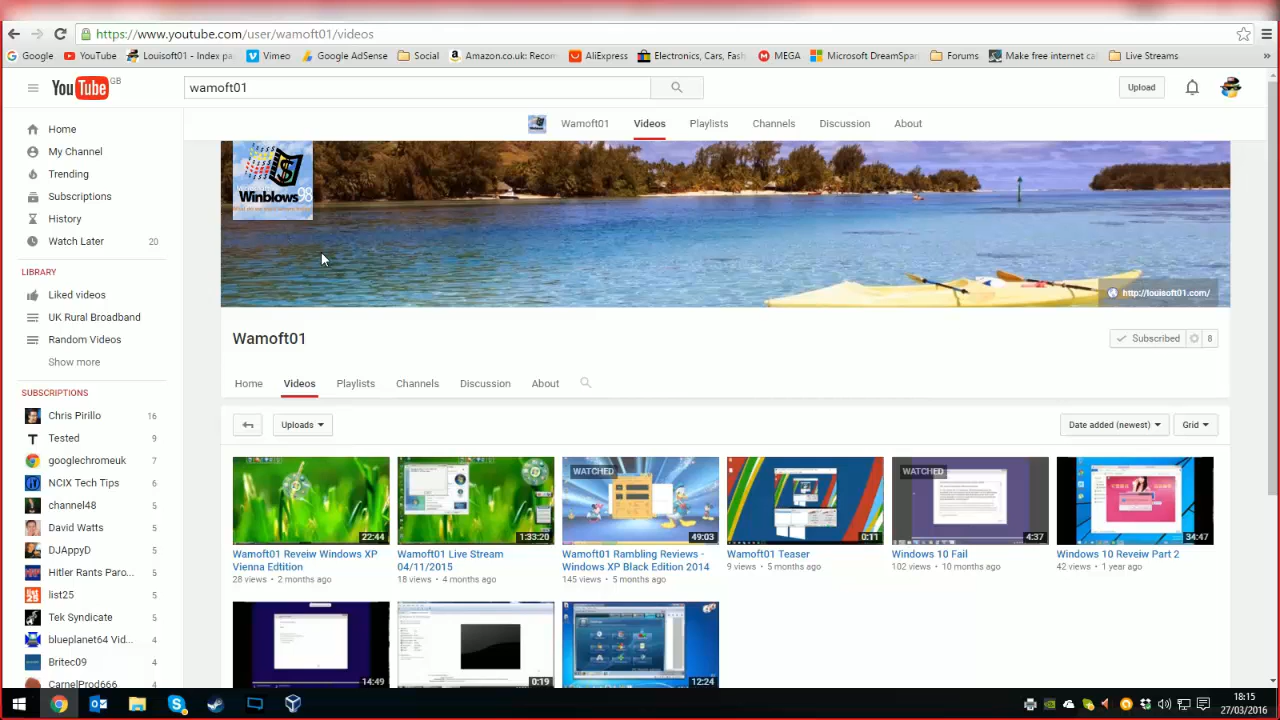 https://www.youtube.com/user/wamoft01/videos
Google YouTube Louisoft01 - Index pa Vimeo Google AdSense Social Amazon.co.uk: Recom AliExpress Electronics, Cars, Fash MEGA Microsoft DreamSpar Forums Make free internet cal Live Streams »
YouTube GB
wamoft01
Upload
Wamoft01 Videos Playlists Channels Discussion About
Home
My Channel
Trending
Subscriptions
History
Watch Later 20
LIBRARY
Liked videos
UK Rural Broadband
Random Videos
Show more
SUBSCRIPTIONS
Chris Pirillo 16
Tested 9
googlechromeuk 7
NCIX Tech Tips 5
channel48 5
David Watts 5
DJAppyD 5
Hitler Rants Paro... 5
list25 5
Tek Syndicate 5
blueplanet64 Vid... 4
Britec09 4
CarnelProd666 4
Winblows 98
http://louisoft01.com/
Wamoft01
Subscribed 8
Home Videos Playlists Channels Discussion About
Uploads
Date added (newest) Grid
22:44
1:33:20
WATCHED
49:03
0:11
WATCHED
4:37
34:47
Wamoft01 Reveiw Windows XP
Vienna Edtition
28 views • 2 months ago
Wamoft01 Live Stream
04/11/2015
18 views • 4 months ago
Wamoft01 Rambling Reviews -
Windows XP Black Edition 2014
145 views • 5 months ago
Wamoft01 Teaser
9 views • 5 months ago
Windows 10 Fail
102 views • 10 months ago
Windows 10 Reveiw Part 2
42 views • 1 year ago
14:49
0:19
12:24
18:15
27/03/2016